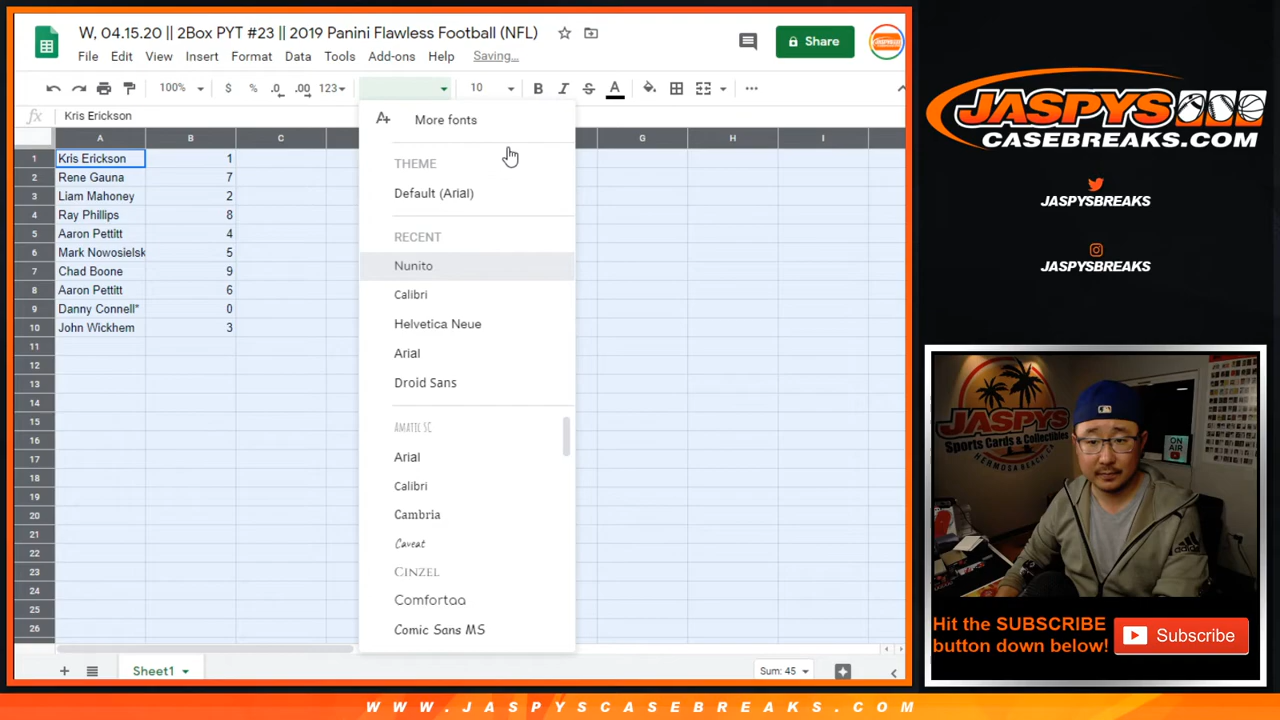 W, 04.15.20 || 2Box PYT #23 || 2019 Panini Flawless Football (NFL)
File Edit View Insert Format Data Tools Add-ons Help Saving...
Share
100% $ % .0 .00 123 10 B I S A
fx Kris Erickson
A B C G H I
1 Kris Erickson 1
2 Rene Gauna 7
3 Liam Mahoney 2
4 Ray Phillips 8
5 Aaron Pettitt 4
6 Mark Nowosielsk 5
7 Chad Boone 9
8 Aaron Pettitt 6
9 Danny Connell* 0
10 John Wickhem 3
11
12
13
14
15
16
17
18
19
20
21
22
23
24
25
26
More fonts
THEME
Default (Arial)
RECENT
Nunito
Calibri
Helvetica Neue
Arial
Droid Sans
AMATIC SC
Arial
Calibri
Cambria
Caveat
CINZEL
Comfortaa
Comic Sans MS
Sheet1
Sum: 45
JASPYS
CASEBREAKS.COM
JASPYSBREAKS
JASPYSBREAKS
JASPYS
Sports Cards & Collectibles
HERMOSA BEACH, CA
ON
AIR
Hit the SUBSCRIBE
button down below!
Subscribe
WWW.JASPYSCASEBREAKS.COM